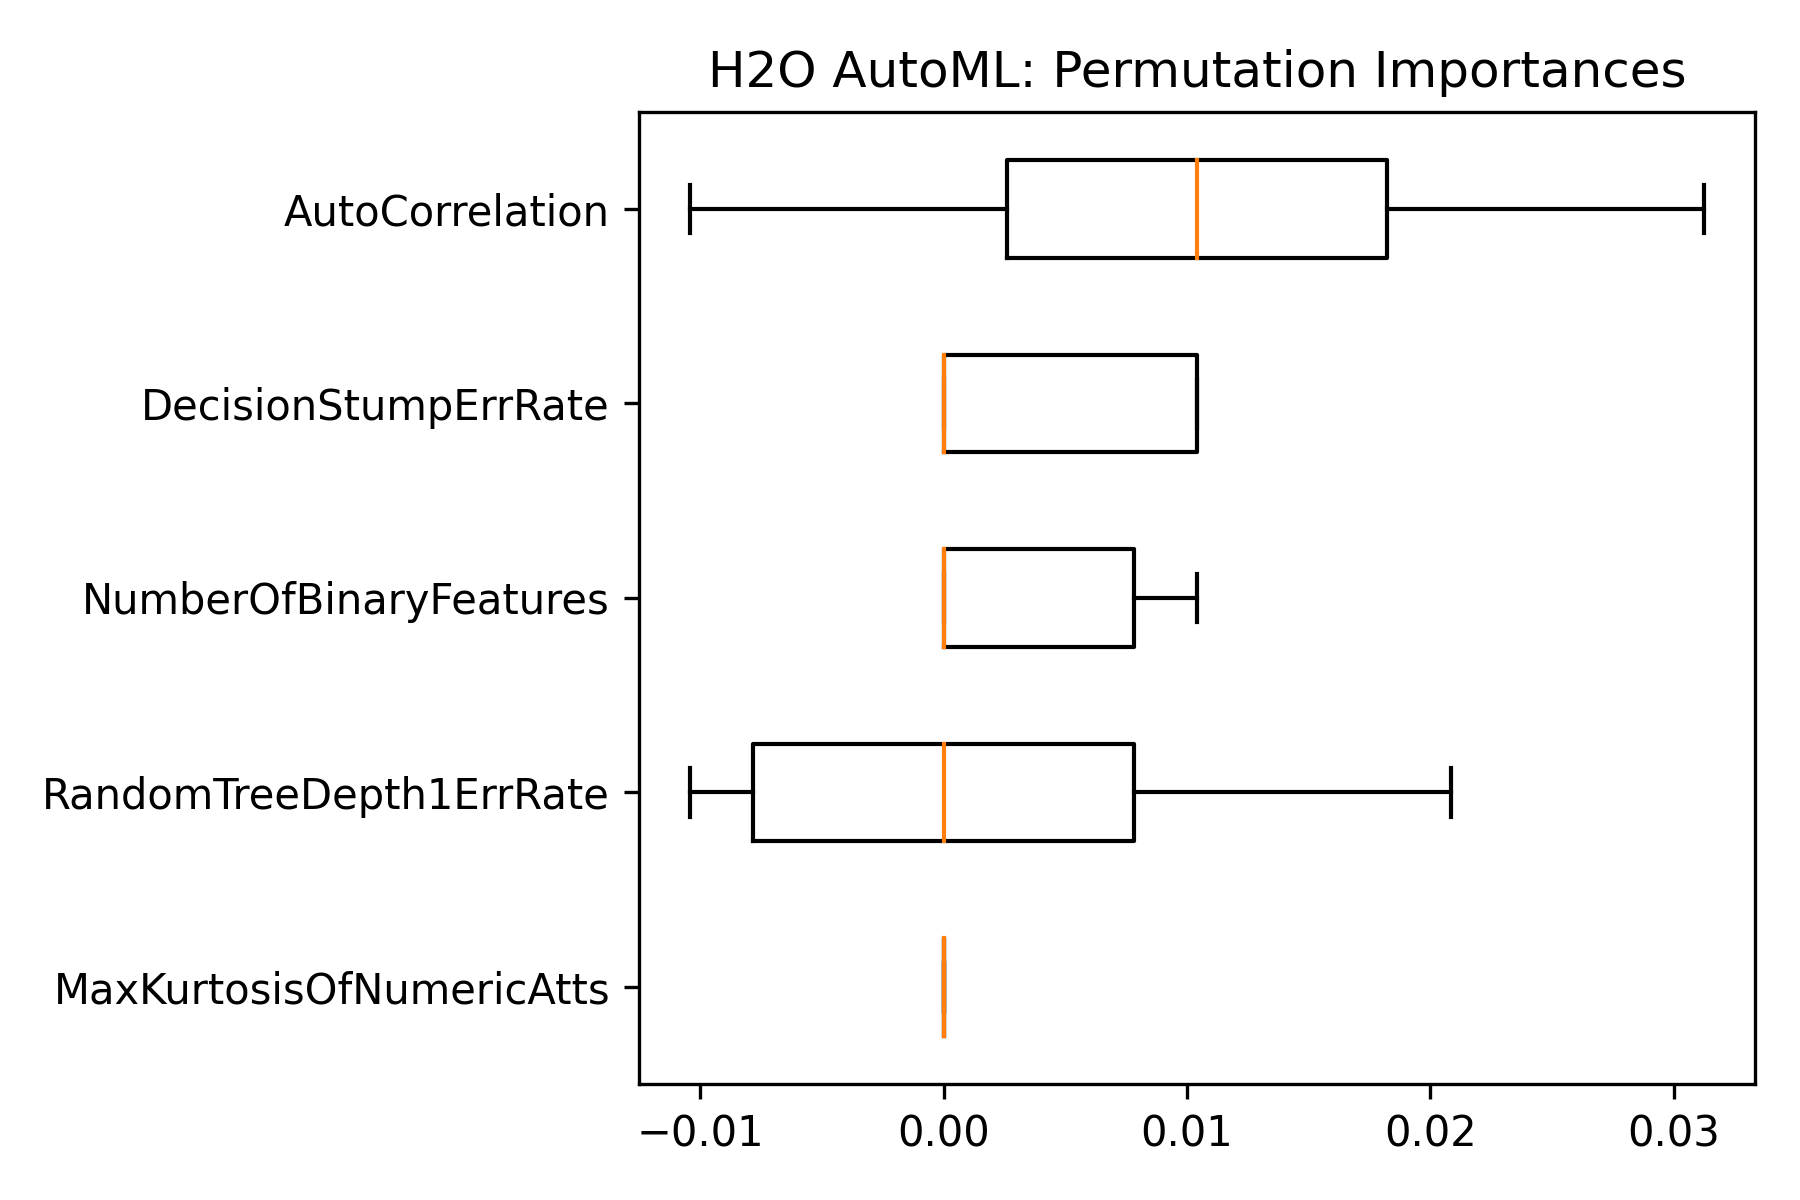 H2O AutoML: Permutation Importances
AutoCorrelation
DecisionStumpErrRate
NumberOfBinaryFeatures
RandomTreeDepth1ErrRate
MaxKurtosisOfNumericAtts
−0.01 0.00 0.01 0.02 0.03